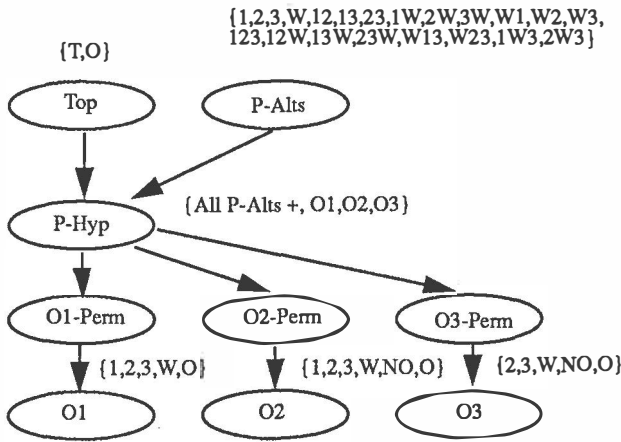 {1,2,3,W,12,13,23,1W,2W,3W,W1,W2,W3,
123,12W,13W,23W,W13,W23,1W3,2W3}
{T,O}
Top
P-Alts
{All P-Alts +, O1,O2,O3}
P-Hyp
O1-Perm
O2-Perm
O3-Perm
{1,2,3,W,O}
{1,2,3,W,NO,O}
{2,3,W,NO,O}
O1
O2
O3